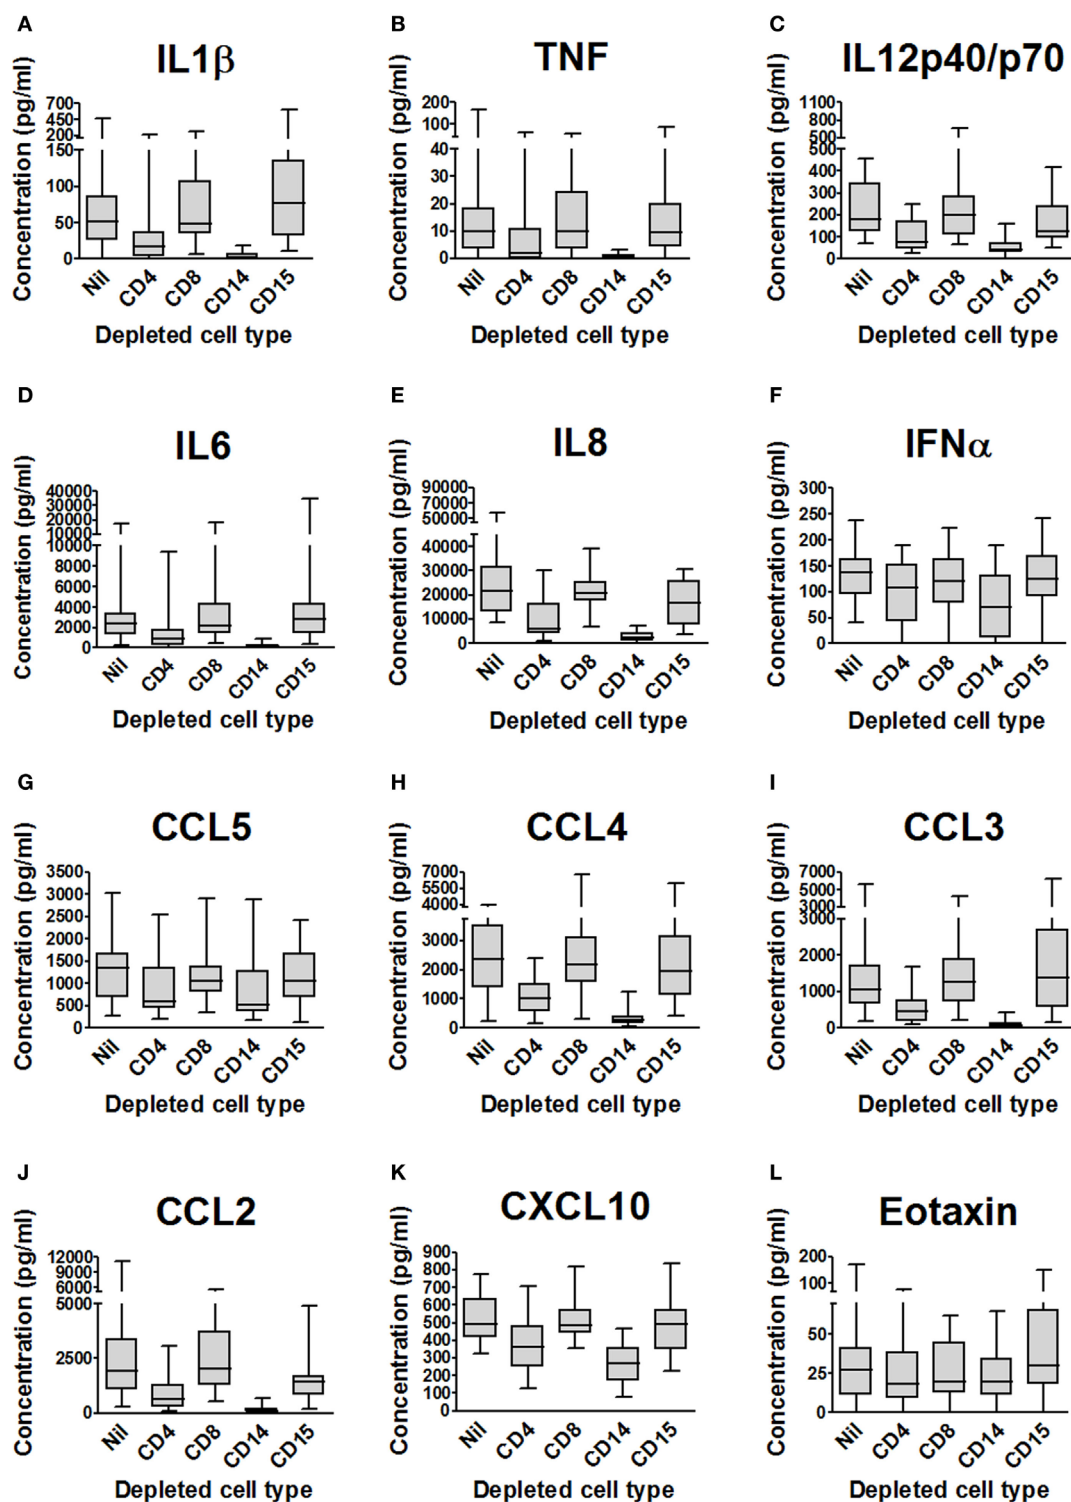 A
IL1β
Concentration (pg/ml)
700
450
200
150
100
50
0
Nil CD4 CD8 CD14 CD15
Depleted cell type
B
TNF
Concentration (pg/ml)
200
100
40
30
20
10
0
Nil CD4 CD8 CD14 CD15
Depleted cell type
C
IL12p40/p70
Concentration (pg/ml)
1100
800
500
500
400
300
200
100
0
Nil CD4 CD8 CD14 CD15
Depleted cell type
D
IL6
Concentration (pg/ml)
40000
30000
20000
10000
10000
8000
6000
4000
2000
0
Nil CD4 CD8 CD14 CD15
Depleted cell type
E
IL8
Concentration (pg/ml)
90000
70000
50000
45000
40000
30000
20000
10000
0
Nil CD4 CD8 CD14 CD15
Depleted cell type
F
IFNα
Concentration (pg/ml)
300
250
200
150
100
50
0
Nil CD4 CD8 CD14 CD15
Depleted cell type
G
CCL5
Concentration (pg/ml)
3500
3000
2500
2000
1500
1000
500
0
Nil CD4 CD8 CD14 CD15
Depleted cell type
H
CCL4
Concentration (pg/ml)
7000
5500
4000
3000
2000
1000
0
Nil CD4 CD8 CD14 CD15
Depleted cell type
I
CCL3
Concentration (pg/ml)
7000
5000
3000
3000
2000
1000
0
Nil CD4 CD8 CD14 CD15
Depleted cell type
J
CCL2
Concentration (pg/ml)
12000
9000
6000
5000
2500
0
Nil CD4 CD8 CD14 CD15
Depleted cell type
K
CXCL10
Concentration (pg/ml)
900
800
700
600
500
400
300
200
100
0
Nil CD4 CD8 CD14 CD15
Depleted cell type
L
Eotaxin
Concentration (pg/ml)
200
100
50
25
0
Nil CD4 CD8 CD14 CD15
Depleted cell type